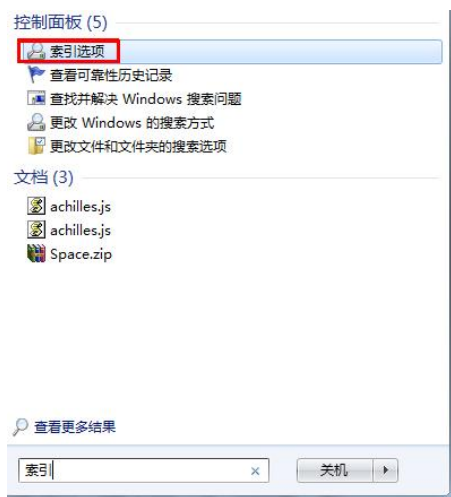 控制面板 (5)
索引选项
查看可靠性历史记录
查找并解决 Windows 搜索问题
更改 Windows 的搜索方式
更改文件和文件夹的搜索选项
文档 (3)
achilles.js
achilles.js
Space.zip
查看更多结果
索引 × 关机